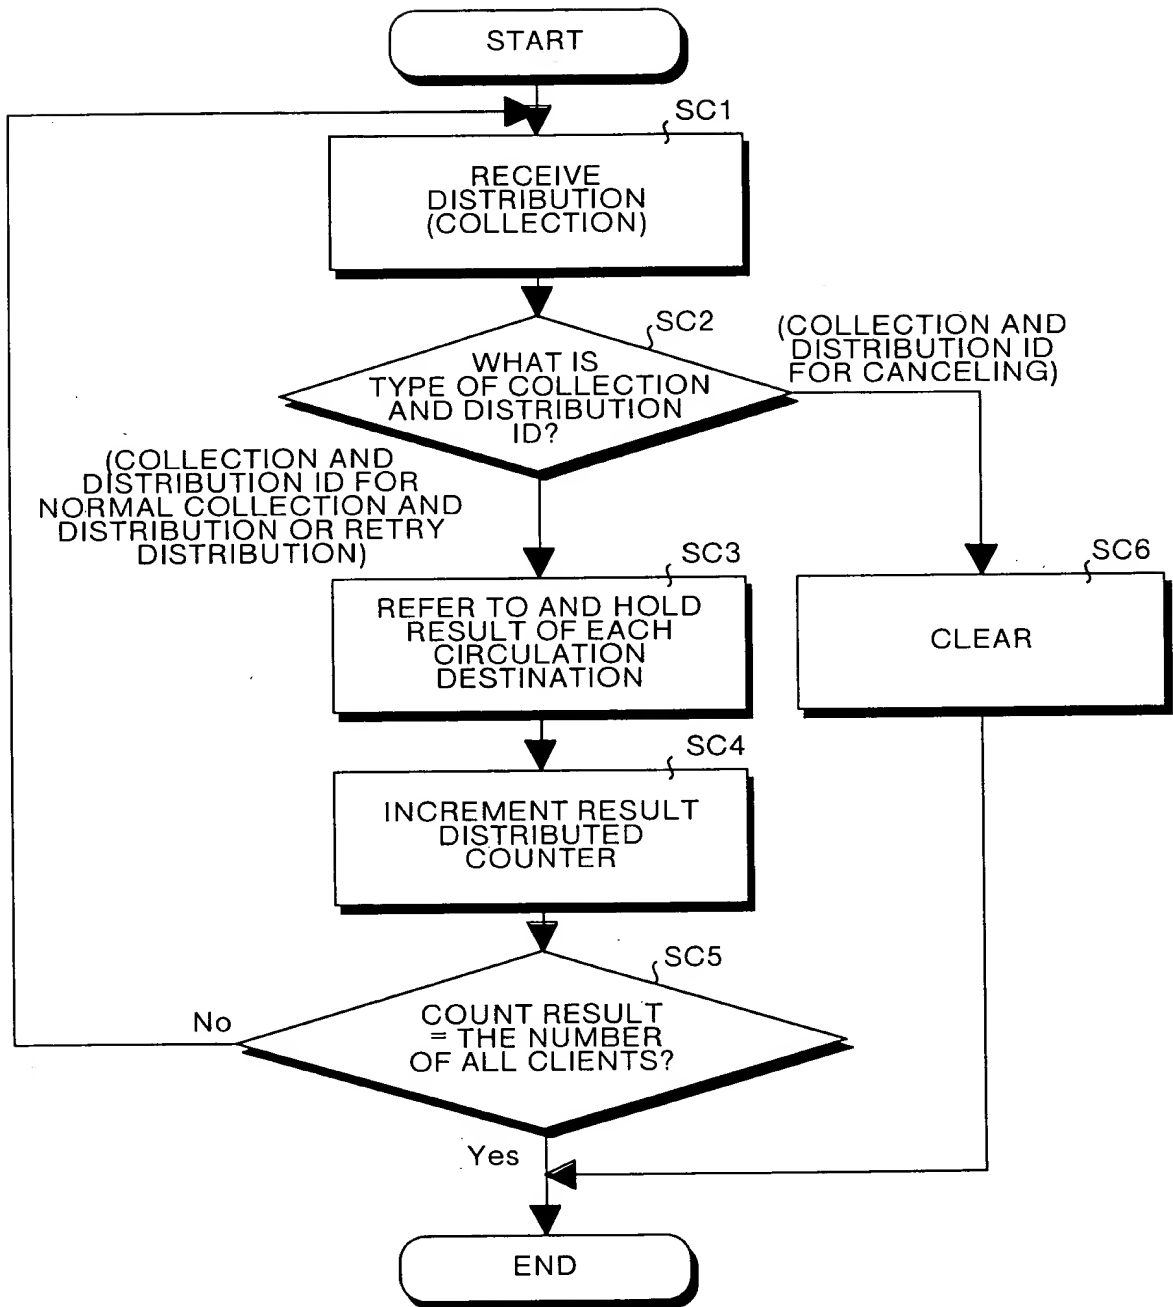 START
SC1
RECEIVE
DISTRIBUTION
(COLLECTION)
SC2
WHAT IS
TYPE OF COLLECTION
AND DISTRIBUTION
ID?
(COLLECTION AND
DISTRIBUTION ID
FOR CANCELING)
(COLLECTION AND
DISTRIBUTION ID FOR
NORMAL COLLECTION AND
DISTRIBUTION OR RETRY
DISTRIBUTION)
SC3
REFER TO AND HOLD
RESULT OF EACH
CIRCULATION
DESTINATION
SC6
CLEAR
SC4
INCREMENT RESULT
DISTRIBUTED
COUNTER
SC5
COUNT RESULT
= THE NUMBER
OF ALL CLIENTS?
No
Yes
END